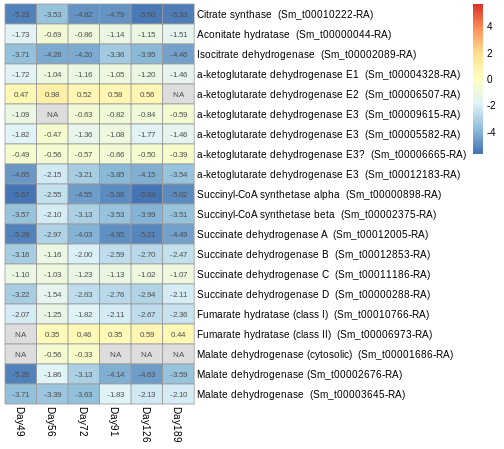 -5.23 -3.53 -4.82 -4.79 -5.50 -5.33 Citrate synthase (Sm_t00010222-RA)
-1.73 -0.69 -0.86 -1.14 -1.15 -1.51 Aconitate hydratase (Sm_t00000044-RA)
-3.71 -4.28 -4.20 -3.36 -3.95 -4.46 Isocitrate dehydrogenase (Sm_t00002089-RA)
-1.72 -1.04 -1.16 -1.05 -1.20 -1.46 a-ketoglutarate dehydrogenase E1 (Sm_t00004328-RA)
0.47 0.98 0.52 0.58 0.56 NA a-ketoglutarate dehydrogenase E2 (Sm_t00006507-RA)
-1.09 NA -0.63 -0.82 -0.84 -0.59 a-ketoglutarate dehydrogenase E3 (Sm_t00009615-RA)
-1.82 -0.47 -1.36 -1.08 -1.77 -1.46 a-ketoglutarate dehydrogenase E3 (Sm_t00005582-RA)
-0.49 -0.56 -0.57 -0.66 -0.50 -0.39 a-ketoglutarate dehydrogenase E3? (Sm_t00006665-RA)
-4.65 -2.15 -3.21 -3.85 -4.15 -3.54 a-ketoglutarate dehydrogenase E3 (Sm_t00012183-RA)
-2.55 -4.55 -5.08 -5.64 -5.02 Succinyl-CoA synthetase alpha (Sm_t00000898-RA)
-3.57 -2.10 -3.13 -3.53 -3.99 -3.51 Succinyl-CoA synthetase beta (Sm_t00002375-RA)
-5.28 -2.97 -4.03 -4.95 -5.21 -4.49 Succinate dehydrogenase A (Sm_t00012005-RA)
-3.16 -1.16 -2.00 -2.59 -2.70 -2.47 Succinate dehydrogenase B (Sm_t00012853-RA)
-1.10 -1.03 -1.23 -1.13 -1.02 -1.07 Succinate dehydrogenase C (Sm_t00011186-RA)
-3.22 -1.54 -2.63 -2.76 -2.94 -2.11 Succinate dehydrogenase D (Sm_t00000288-RA)
-2.07 -1.25 -1.82 -2.11 -2.67 -2.36 Fumarate hydratase (class I) (Sm_t00010766-RA)
NA 0.35 0.46 0.35 0.59 0.44 Fumarate hydratase (class II) (Sm_t00006973-RA)
NA -0.56 -0.33 NA NA NA Malate dehydrogenase (cytosolic) (Sm_t00001686-RA)
-5.26 -1.86 -3.13 -4.14 -4.63 -3.59 Malate dehydrogenase (Sm_t00002676-RA)
-3.71 -3.39 -3.63 -1.83 -2.13 -2.10 Malate dehydrogenase (Sm_t00003645-RA)
Day49 Day56 Day72 Day91 Day126 Day189
4
2
0
-2
-4